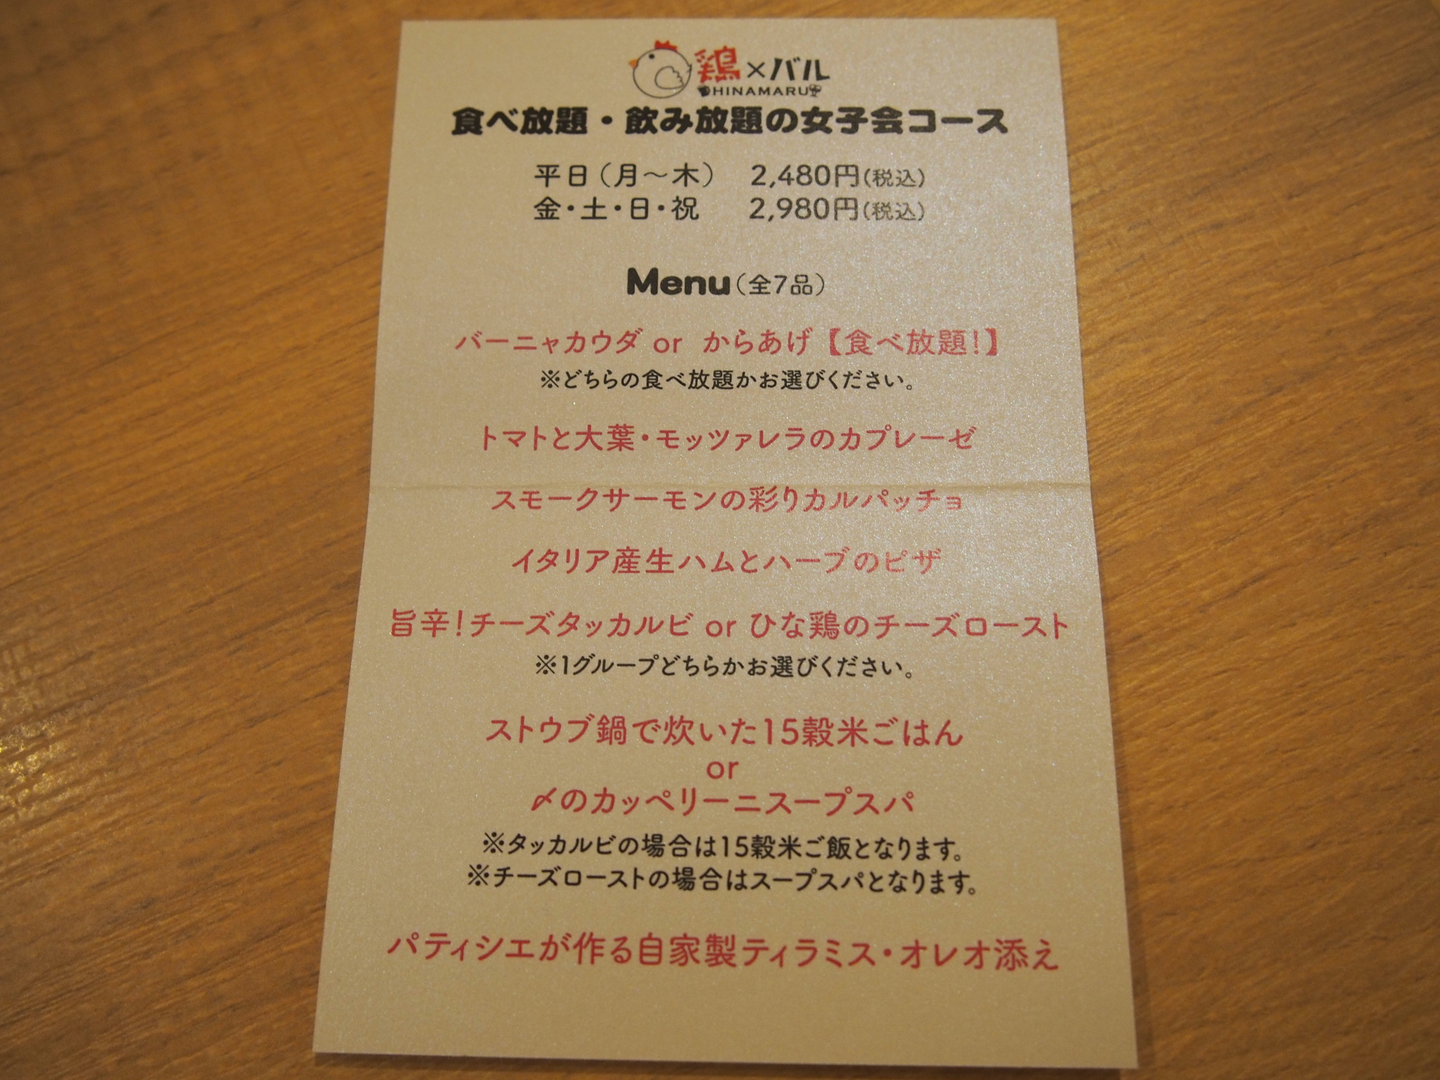 鶏×バル
HINAMARU
食べ放題・飲み放題の女子会コース
平日(月〜木) 2,480円(税込)
金・土・日・祝 2,980円(税込)
Menu(全7品)
バーニャカウダ or からあげ【食べ放題!】
※どちらの食べ放題かお選びください。
トマトと大葉・モッツァレラのカプレーゼ
スモークサーモンの彩りカルパッチョ
イタリア産生ハムとハーブのピザ
旨辛!チーズタッカルビ or ひな鶏のチーズロースト
※1グループどちらかお選びください。
ストウブ鍋で炊いた15穀米ごはん
or
〆のカッペリーニスープスパ
※タッカルビの場合は15穀米ご飯となります。
※チーズローストの場合はスープスパとなります。
パティシエが作る自家製ティラミス・オレオ添え